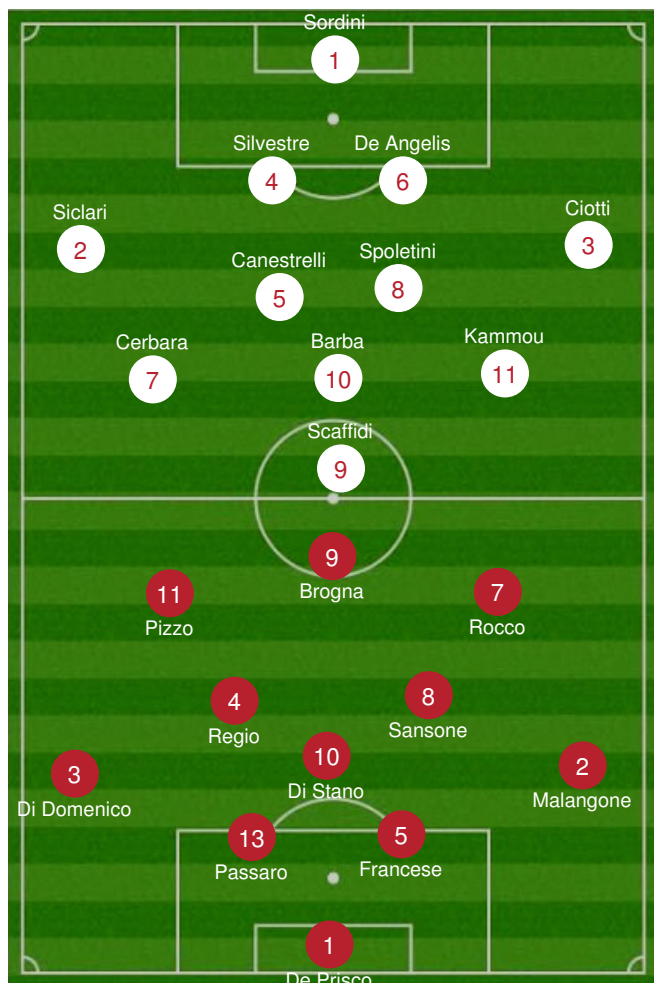 Sordini
1
Silvestre
De Angelis
4
6
Siclari
Ciotti
2
3
Canestrelli
Spoletini
5
8
Cerbara
Barba
Kammou
7
10
11
Scaffidi
9
9
Brogna
11
7
Pizzo
Rocco
4
8
Regio
Sansone
10
Di Stano
3
2
Di Domenico
Malangone
13
5
Passaro
Francese
1
De Prisco